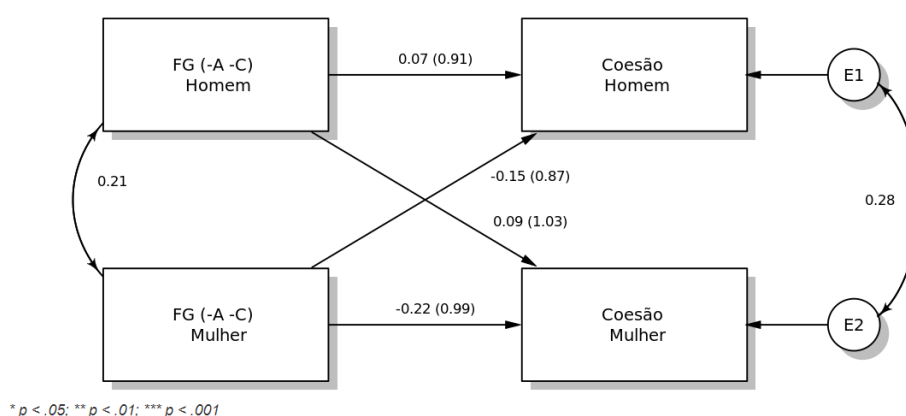 FG (-A -C)
Homem
0.07 (0.91)
Coesão
Homem
E1
0.21
-0.15 (0.87)
0.28
0.09 (1.03)
FG (-A -C)
Mulher
-0.22 (0.99)
Coesão
Mulher
E2
* p < .05; ** p < .01; *** p < .001